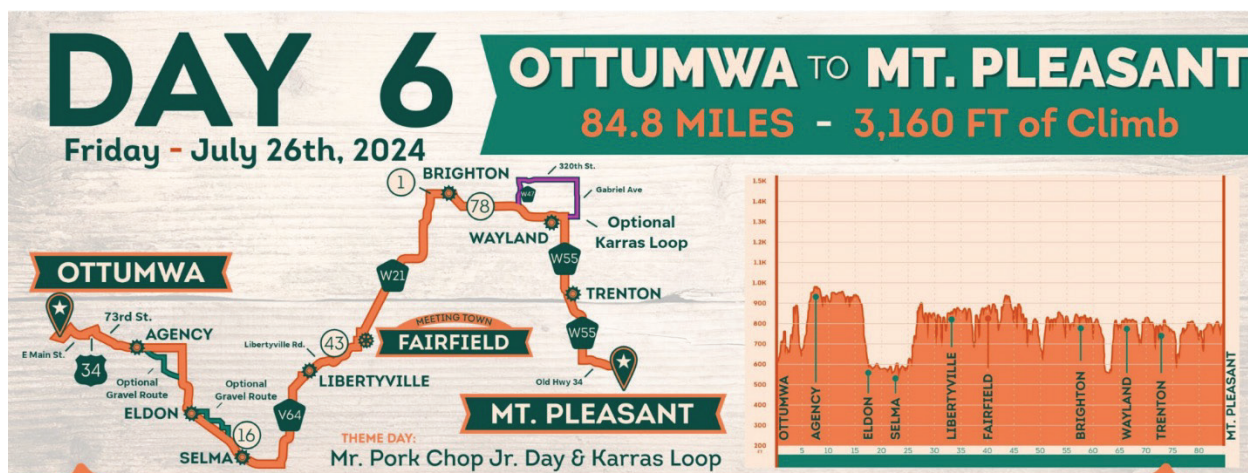 DAY 6
Friday - July 26th, 2024
OTTUMWA TO MT. PLEASANT
84.8 MILES - 3,160 FT of Climb
OTTUMWA
E Main St.
34
73rd St.
AGENCY
Optional
Gravel Route
ELDON
Optional
Gravel Route
16
SELMA
V64
LIBERTYVILLE
Libertyville Rd.
43
MEETING TOWN
FAIRFIELD
W21
1
BRIGHTON
78
320th St.
W47
Gabriel Ave
Optional
Karras Loop
WAYLAND
W55
TRENTON
W55
Old Hwy 34
MT. PLEASANT
THEME DAY:
Mr. Pork Chop Jr. Day & Karras Loop
1.5K
1.4K
1.3K
1.2K
1.1K
1.0K
900
800
700
600
500
400
300
200
FT
OTTUMWA
AGENCY
ELDON
SELMA
LIBERTYVILLE
FAIRFIELD
BRIGHTON
WAYLAND
TRENTON
MT. PLEASANT
5 10 15 20 25 30 35 40 45 50 55 60 65 70 75 80